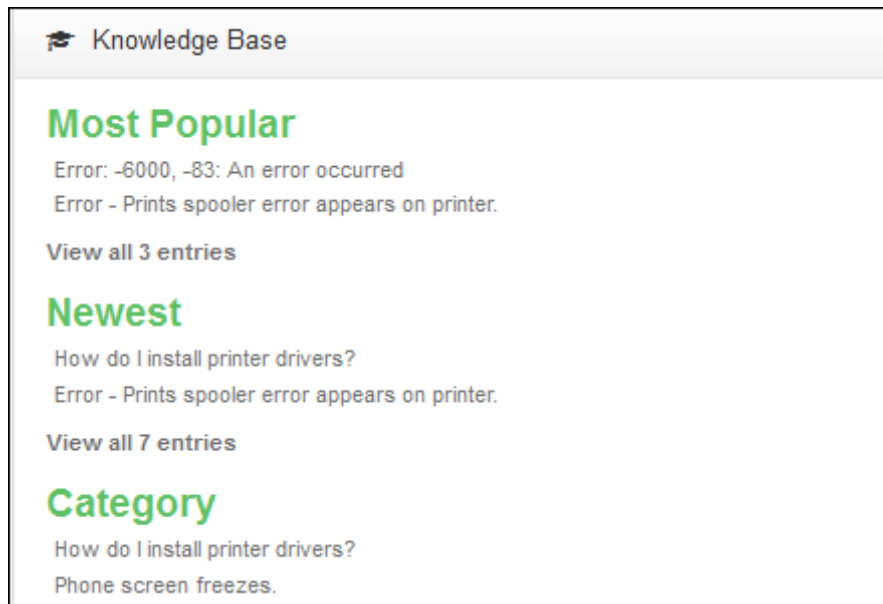 Knowledge Base
Most Popular
Error: -6000, -83: An error occurred
Error - Prints spooler error appears on printer.
View all 3 entries
Newest
How do I install printer drivers?
Error - Prints spooler error appears on printer.
View all 7 entries
Category
How do I install printer drivers?
Phone screen freezes.